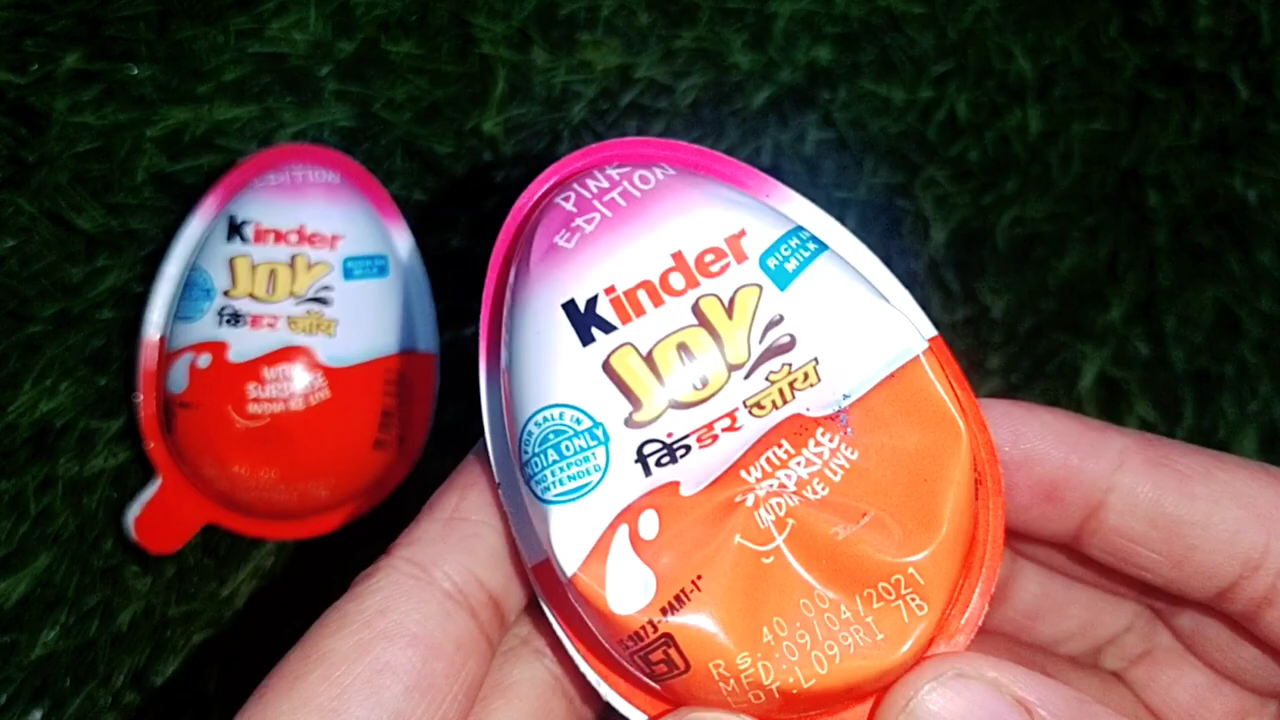 EDITION
Kinder
JOY
RICH IN
MILK
किंडर जॉय
WITH
SURPRISE
INDIA KE LIYE
40.00
PINK
EDITION
Kinder
JOY
RICH IN
MILK
किंडर जॉय
FOR SALE IN
INDIA ONLY
NO EXPORT
INTENDED
WITH
SURPRISE
INDIA KE LIYE
PART-1*
Rs.:40.00
MFD:09/04/2021
LOT:L099RI 7B